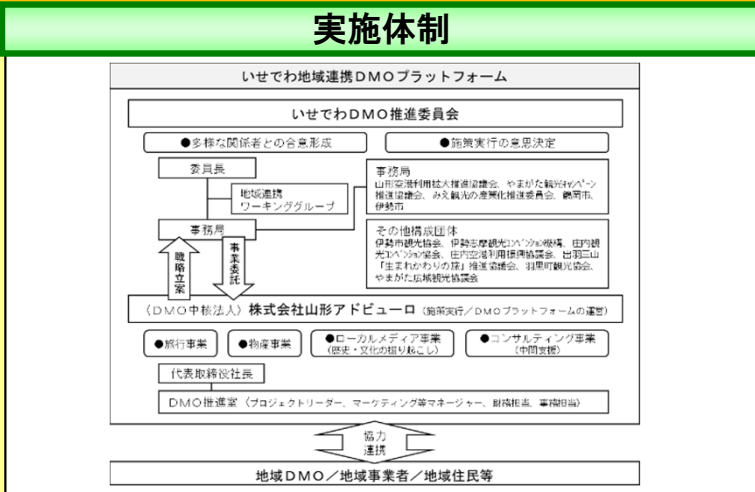 実施体制
いせでわ地域連携DMOプラットフォーム
いせでわDMO推進委員会
●多様な関係者との合意形成
●施策実行の意思決定
委員長
地域連携
ワーキンググループ
事務局
事務局
山形空港利用拡大推進協議会、やまがた観光キャンペーン
推進協議会、みえ観光の産業化推進委員会、鶴岡市、
伊勢市
その他構成団体
伊勢市観光協会、伊勢志摩観光コンベンション機構、庄内観
光コンベンション協会、庄内空港利用振興協議会、出羽三山
「生まれかわりの旅」推進協議会、羽黒町観光協会、
やまがた広域観光協議会
戦略立案
事業委託
〈DMO中核法人〉株式会社山形アドビューロ(施策実行/DMOプラットフォームの運営)
●旅行事業
●物産事業
●ローカルメディア事業
(歴史・文化の掘り起こし)
●コンサルティング事業
(中間支援)
代表取締役社長
DMO推進室〈プロジェクトリーダー、マーケティング等マネージャー、財務担当、事務担当〉
協力
連携
地域DMO/地域事業者/地域住民等